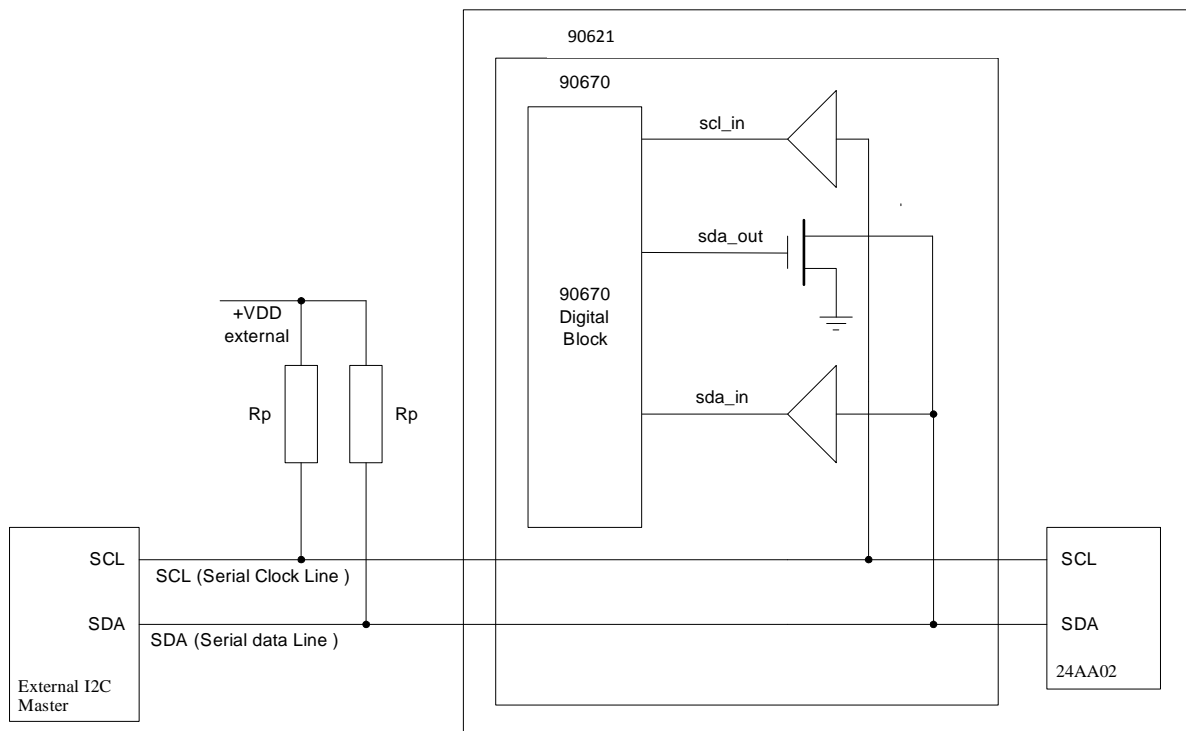 90621
90670
scl_in
sda_out
90670
Digital
Block
sda_in
+VDD
external
Rp
Rp
SCL
SCL (Serial Clock Line )
SDA
SDA (Serial data Line )
External I2C
Master
SCL
SDA
24AA02